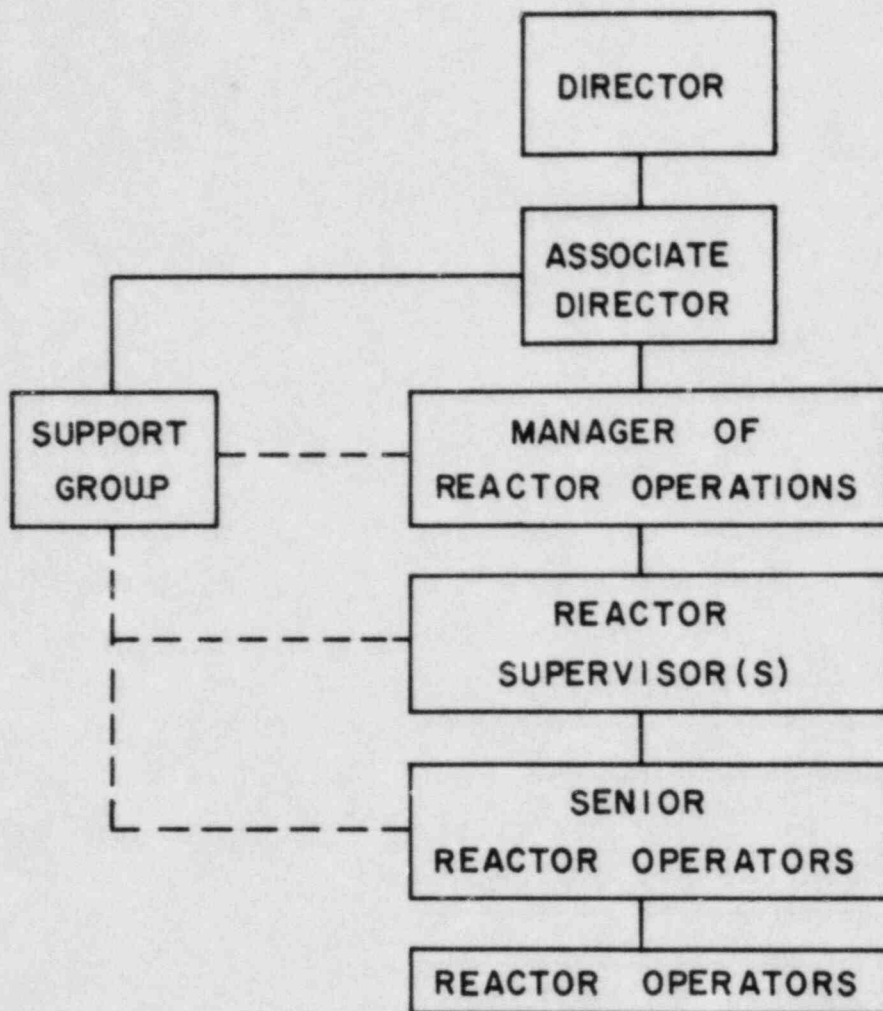 DIRECTOR
ASSOCIATE
DIRECTOR
SUPPORT
GROUP
MANAGER OF
REACTOR OPERATIONS
REACTOR
SUPERVISOR(S)
SENIOR
REACTOR OPERATORS
REACTOR OPERATORS